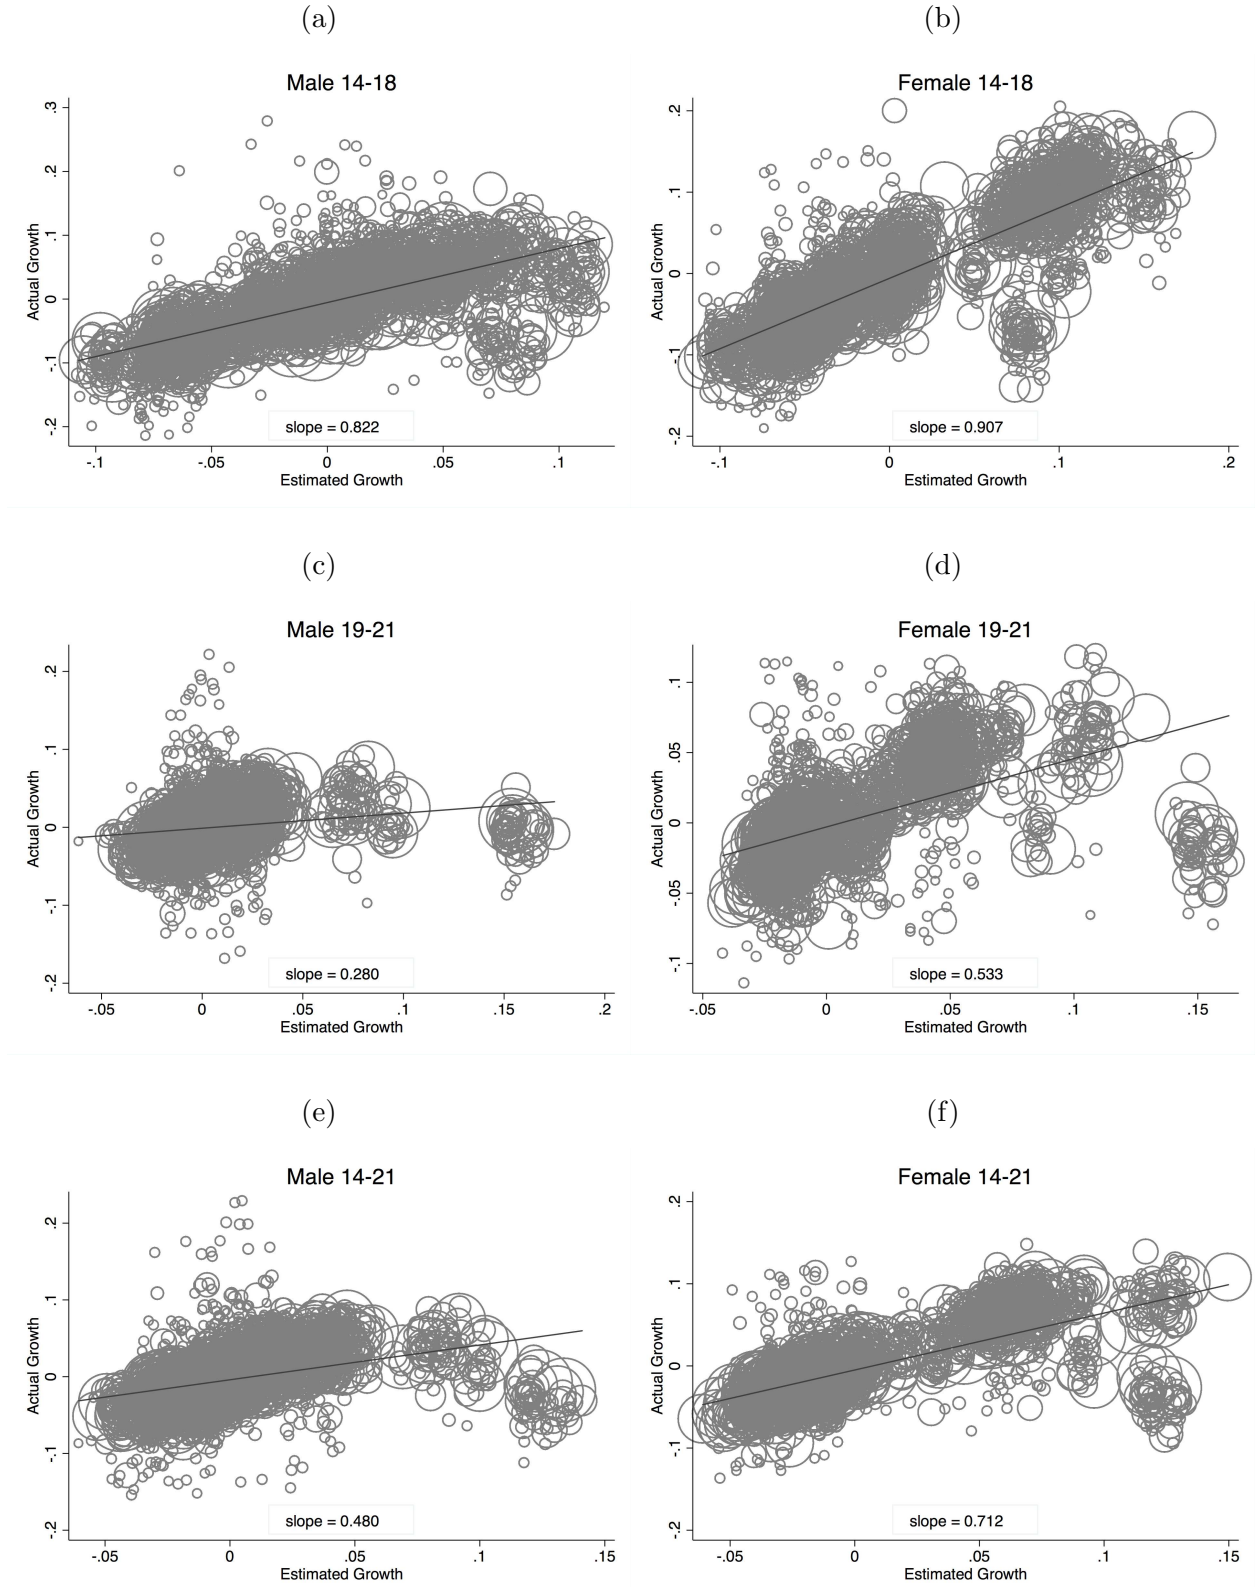 (a)
Male 14-18
Actual Growth
.3
.2
.1
0
-.1
-.2
slope = 0.822
-.1
-.05
0
.05
.1
Estimated Growth
(b)
Female 14-18
Actual Growth
.2
.1
0
-.1
-.2
slope = 0.907
-.1
0
.1
.2
Estimated Growth
(c)
Male 19-21
Actual Growth
.2
.1
0
-.1
-.2
slope = 0.280
-.05
0
.05
.1
.15
.2
Estimated Growth
(d)
Female 19-21
Actual Growth
.1
.05
0
-.05
-.1
slope = 0.533
-.05
0
.05
.1
.15
Estimated Growth
(e)
Male 14-21
Actual Growth
.2
.1
0
-.1
-.2
slope = 0.480
-.05
0
.05
.1
.15
Estimated Growth
(f)
Female 14-21
Actual Growth
.2
.1
0
-.1
-.2
slope = 0.712
-.05
0
.05
.1
.15
Estimated Growth